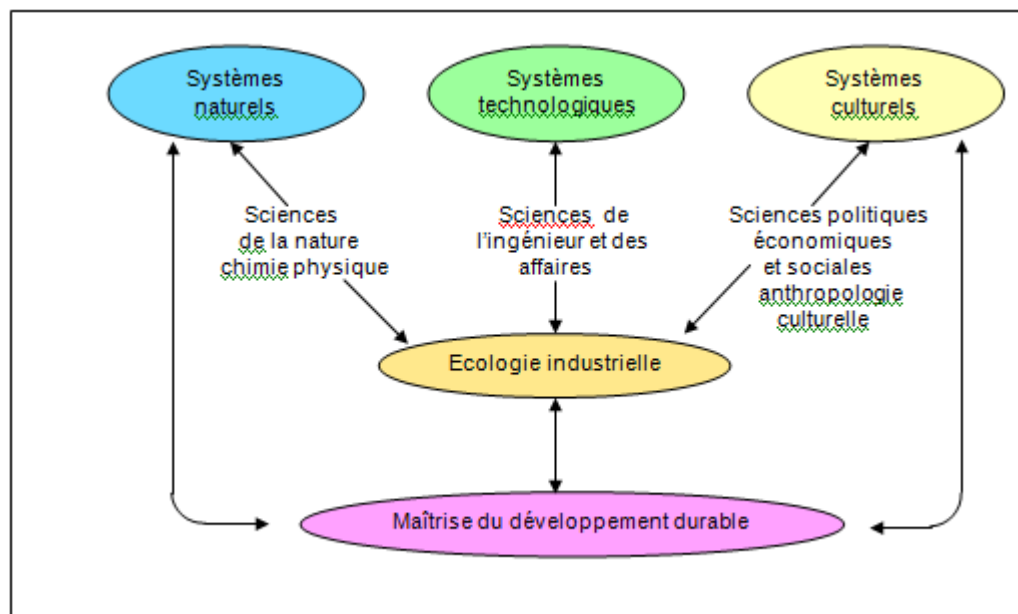 Systèmes
naturels
Systèmes
technologiques
Systèmes
culturels
Sciences
de la nature
chimie physique
Sciences de
l'ingénieur et des
affaires
Sciences politiques
économiques
et sociales
anthropologie
culturelle
Ecologie industrielle
Maîtrise du développement durable